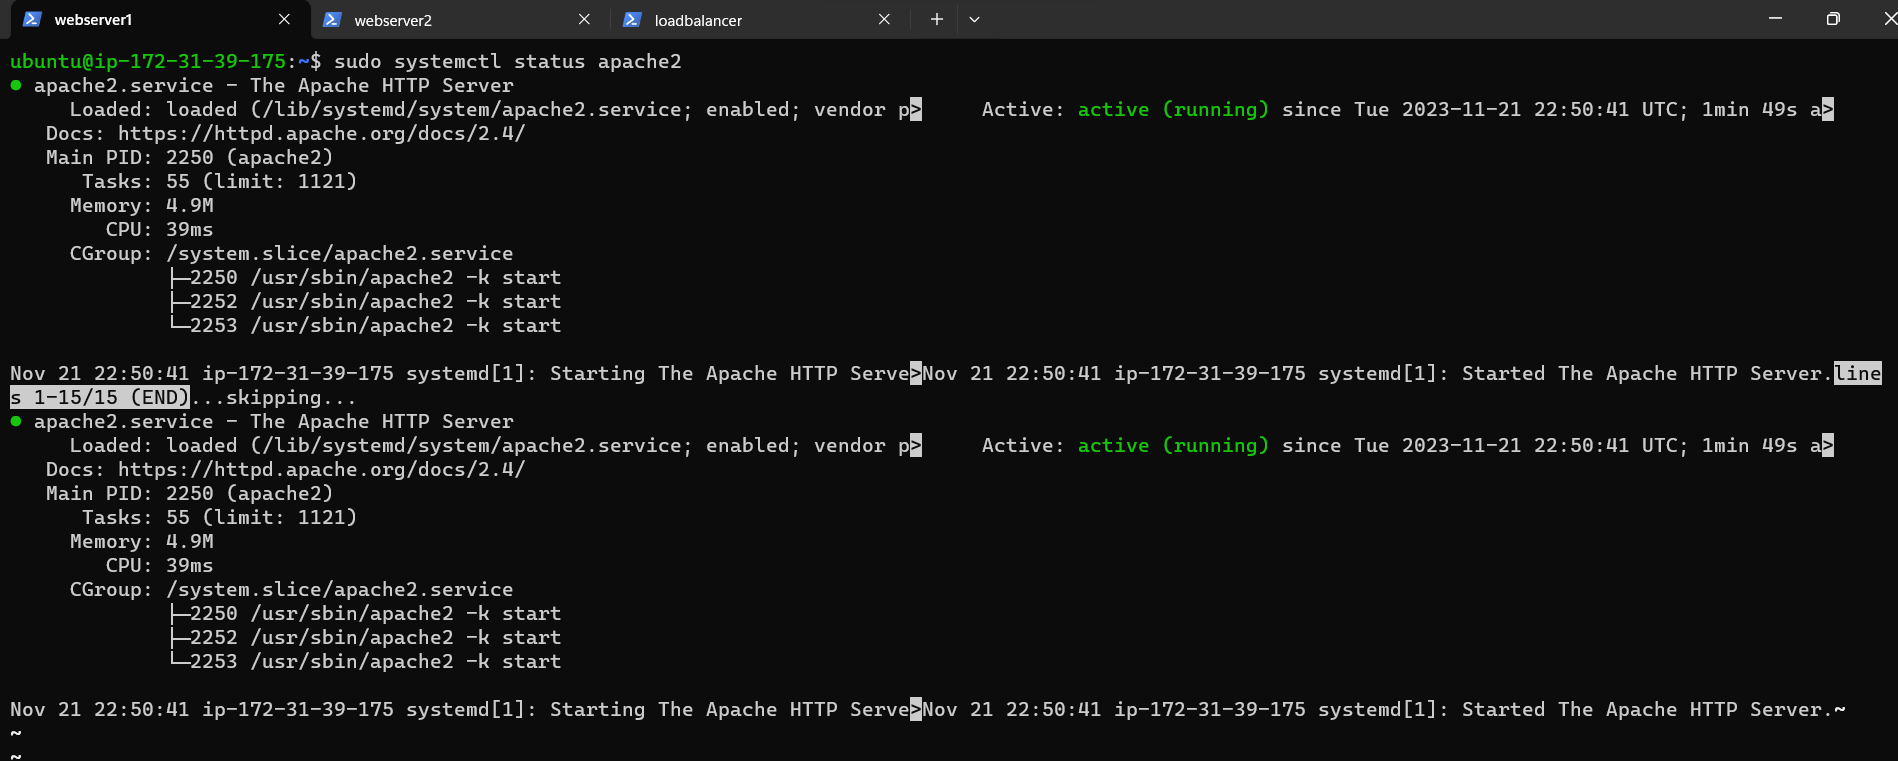 webserver1 webserver2 loadbalancer
ubuntu@ip-172-31-39-175:~$ sudo systemctl status apache2
● apache2.service - The Apache HTTP Server
     Loaded: loaded (/lib/systemd/system/apache2.service; enabled; vendor p>     Active: active (running) since Tue 2023-11-21 22:50:41 UTC; 1min 49s a>
   Docs: https://httpd.apache.org/docs/2.4/
   Main PID: 2250 (apache2)
      Tasks: 55 (limit: 1121)
     Memory: 4.9M
        CPU: 39ms
     CGroup: /system.slice/apache2.service
             ├─2250 /usr/sbin/apache2 -k start
             ├─2252 /usr/sbin/apache2 -k start
             └─2253 /usr/sbin/apache2 -k start
Nov 21 22:50:41 ip-172-31-39-175 systemd[1]: Starting The Apache HTTP Serve>Nov 21 22:50:41 ip-172-31-39-175 systemd[1]: Started The Apache HTTP Server.line
s 1-15/15 (END)...skipping...
● apache2.service - The Apache HTTP Server
     Loaded: loaded (/lib/systemd/system/apache2.service; enabled; vendor p>     Active: active (running) since Tue 2023-11-21 22:50:41 UTC; 1min 49s a>
   Docs: https://httpd.apache.org/docs/2.4/
   Main PID: 2250 (apache2)
      Tasks: 55 (limit: 1121)
     Memory: 4.9M
        CPU: 39ms
     CGroup: /system.slice/apache2.service
             ├─2250 /usr/sbin/apache2 -k start
             ├─2252 /usr/sbin/apache2 -k start
             └─2253 /usr/sbin/apache2 -k start
Nov 21 22:50:41 ip-172-31-39-175 systemd[1]: Starting The Apache HTTP Serve>Nov 21 22:50:41 ip-172-31-39-175 systemd[1]: Started The Apache HTTP Server.~
~
~